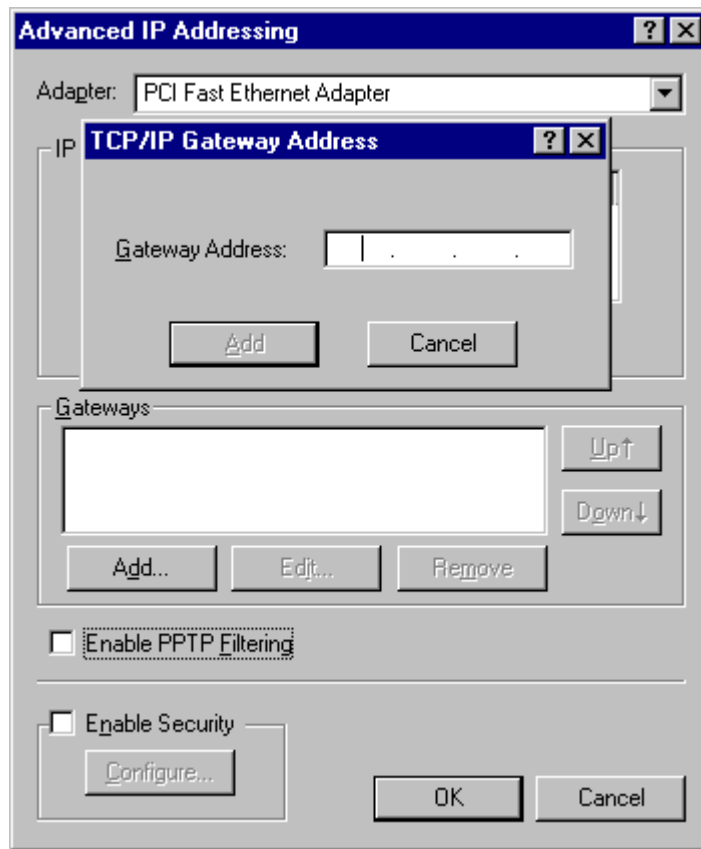 Advanced IP Addressing
Adapter: PCI Fast Ethernet Adapter
IP
TCP/IP Gateway Address
Gateway Address: . . .
Add Cancel
Gateways
Up↑
Down↓
Add... Edit... Remove
Enable PPTP Filtering
Enable Security
Configure...
OK Cancel